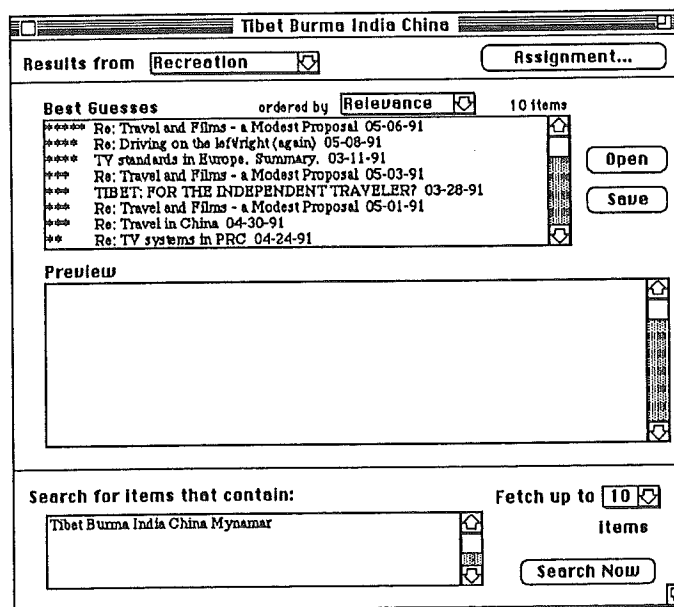 Tibet Burma India China
Results from Recreation Assignment...
Best Guesses ordered by Relevance 10 items
***** Re: Travel and Films - a Modest Proposal 05-06-91
**** Re: Driving on the left/right (again) 05-08-91
**** TV standards in Europe. Summary. 03-11-91
*** Re: Travel and Films - a Modest Proposal 05-03-91
*** TIBET: FOR THE INDEPENDENT TRAVELER? 03-28-91
*** Re: Travel and Films - a Modest Proposal 05-01-91
*** Re: Travel in China 04-30-91
** Re: TV systems in PRC 04-24-91
Open
Save
Preview
Search for items that contain:
Tibet Burma India China Mynamar
Fetch up to 10
items
Search Now